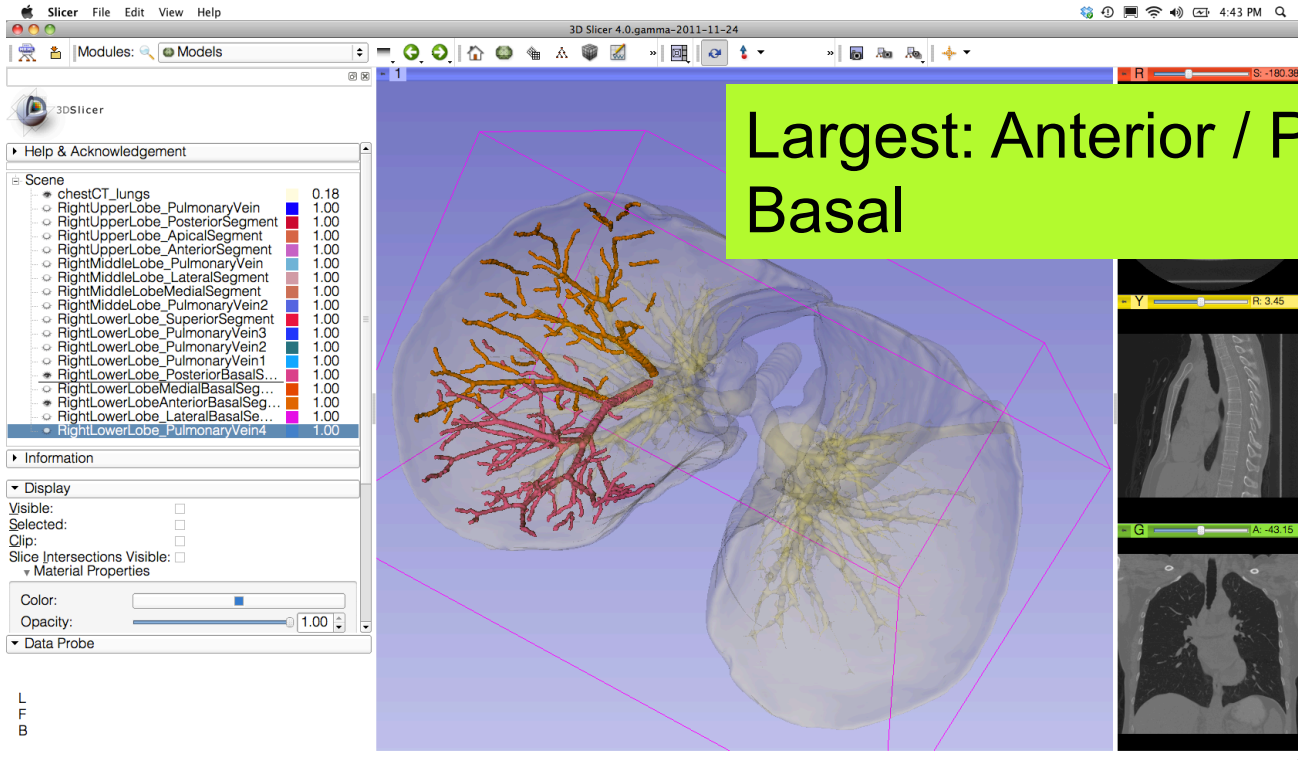 Slicer File Edit View Help 4:43 PM
3D Slicer 4.0.gamma-2011-11-24
Modules: Models
1
R S: -180.38
3DSlicer
Largest: Anterior / P
Basal
Help & Acknowledgement
Scene
chestCT_lungs 0.18
RightUpperLobe_PulmonaryVein 1.00
RightUpperLobe_PosteriorSegment 1.00
RightUpperLobe_ApicalSegment 1.00
RightUpperLobe_AnteriorSegment 1.00
RightMiddleLobe_PulmonaryVein 1.00
RightMiddleLobe_LateralSegment 1.00
RightMiddleLobeMedialSegment 1.00
RightMiddleLobe_PulmonaryVein2 1.00
RightLowerLobe_SuperiorSegment 1.00
RightLowerLobe_PulmonaryVein3 1.00
RightLowerLobe_PulmonaryVein2 1.00
RightLowerLobe_PulmonaryVein1 1.00
RightLowerLobe_PosteriorBasalS... 1.00
RightLowerLobeMedialBasalSeg... 1.00
RightLowerLobeAnteriorBasalSeg... 1.00
RightLowerLobe_LateralBasalSe... 1.00
RightLowerLobe_PulmonaryVein4 1.00
Y R: 3.45
Information
Display
Visible:
Selected:
Clip:
Slice Intersections Visible:
Material Properties
Color:
Opacity: 1.00
G A: -43.15
Data Probe
L
F
B